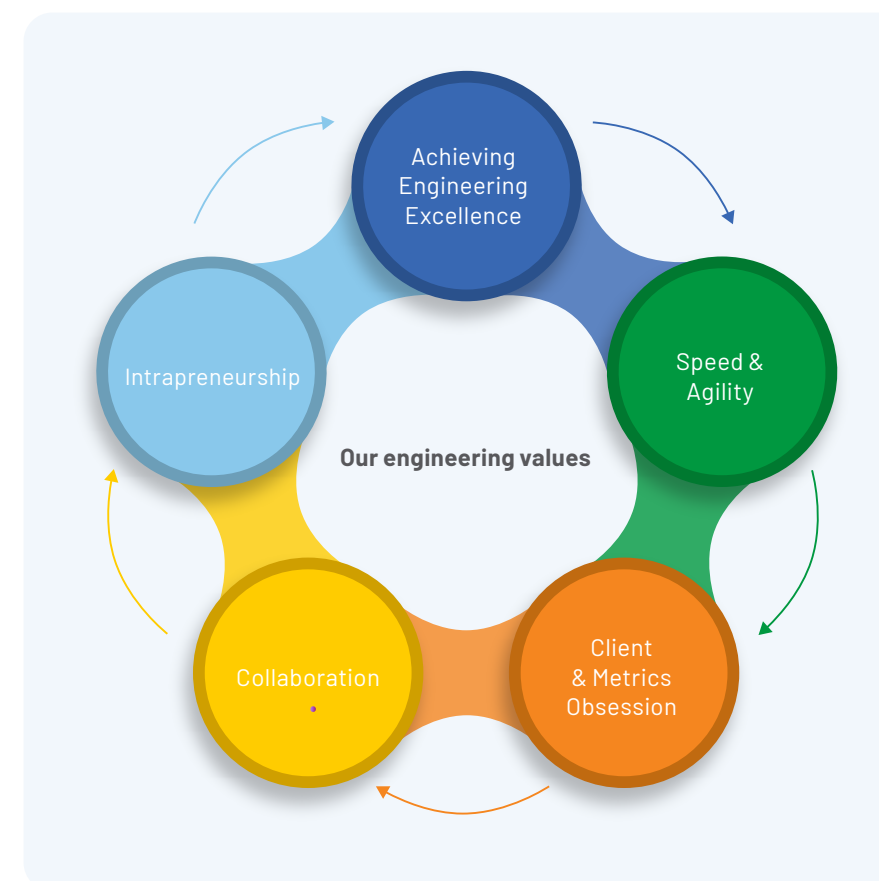 Achieving
Engineering
Excellence
Intrapreneurship
Speed &
Agility
Our engineering values
Client
& Metrics
Obsession
Collaboration